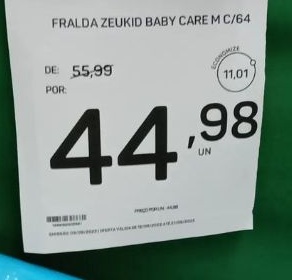 FRALDA ZEUKID BABY CARE M C/64
DE: 55,99
ECONOMIZE
11,01
POR:
44,98
UN